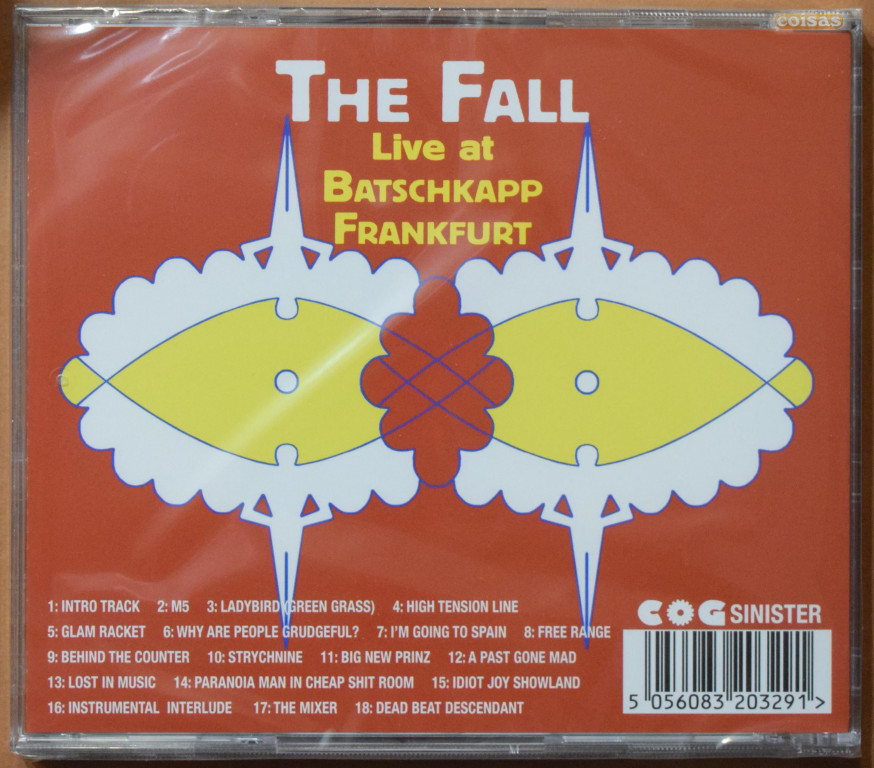 coisas
THE FALL
Live at
BATSCHKAPP
FRANKFURT
1: INTRO TRACK 2: M5 3: LADYBIRD (GREEN GRASS) 4: HIGH TENSION LINE
5: GLAM RACKET 6: WHY ARE PEOPLE GRUDGEFUL? 7: I'M GOING TO SPAIN 8: FREE RANGE
9: BEHIND THE COUNTER 10: STRYCHNINE 11: BIG NEW PRINZ 12: A PAST GONE MAD
13: LOST IN MUSIC 14: PARANOIA MAN IN CHEAP SHIT ROOM 15: IDIOT JOY SHOWLAND
16: INSTRUMENTAL INTERLUDE 17: THE MIXER 18: DEAD BEAT DESCENDANT
COG SINISTER
5 056083 203291 >